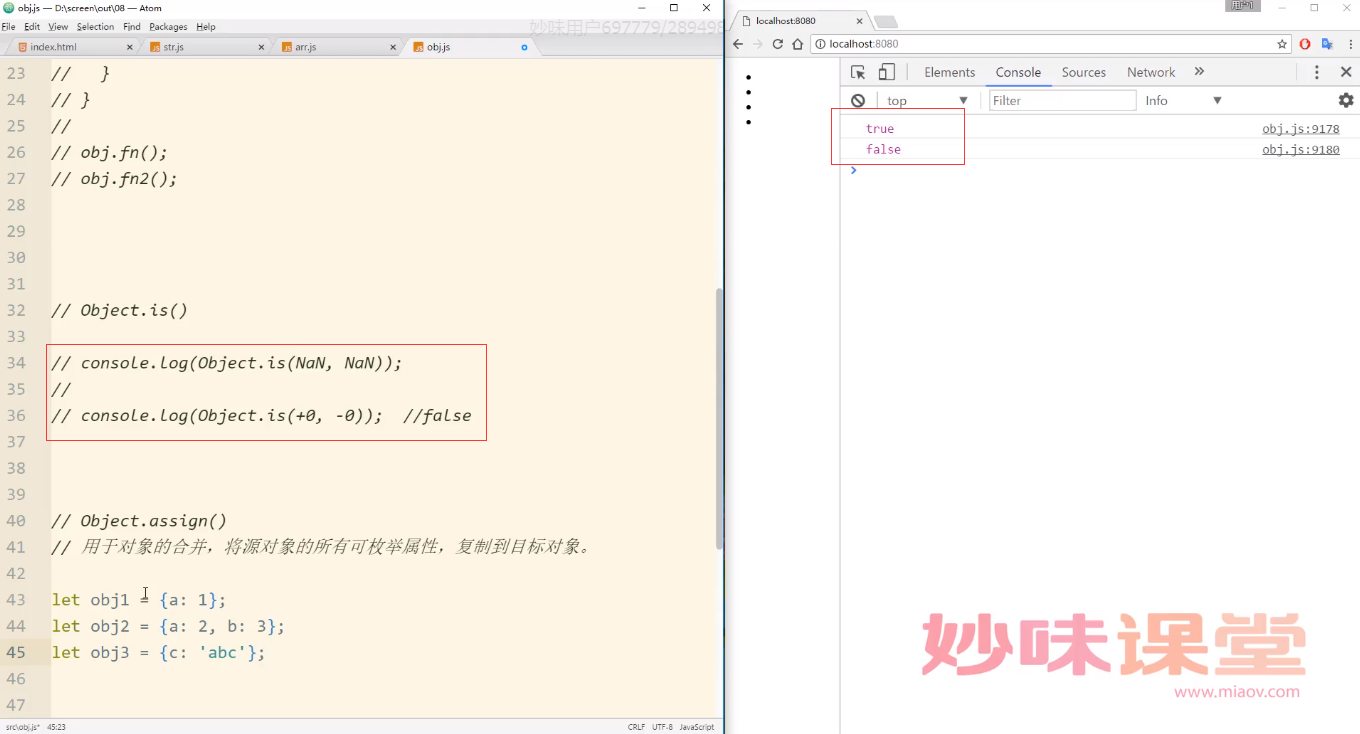 obj.js — D:\screen\out\08 — Atom
File Edit View Selection Find Packages Help
妙味用户697779/289498
index.html
str.js
arr.js
obj.js
23 //   }
24 // }
25 //
26 // obj.fn();
27 // obj.fn2();
28
29
30
31
32 // Object.is()
33
34 // console.log(Object.is(NaN, NaN));
35 //
36 // console.log(Object.is(+0, -0));  //false
37
38
39
40 // Object.assign()
41 // 用于对象的合并，将源对象的所有可枚举属性，复制到目标对象。
42
43 let obj1 = {a: 1};
44 let obj2 = {a: 2, b: 3};
45 let obj3 = {c: 'abc'};
46
47
src\obj.js* 45:23
CRLF UTF-8 JavaScript
localhost:8080
用户1
localhost:8080
Elements Console Sources Network
top Filter Info
true obj.js:9178
false obj.js:9180
妙味课堂
www.miaov.com